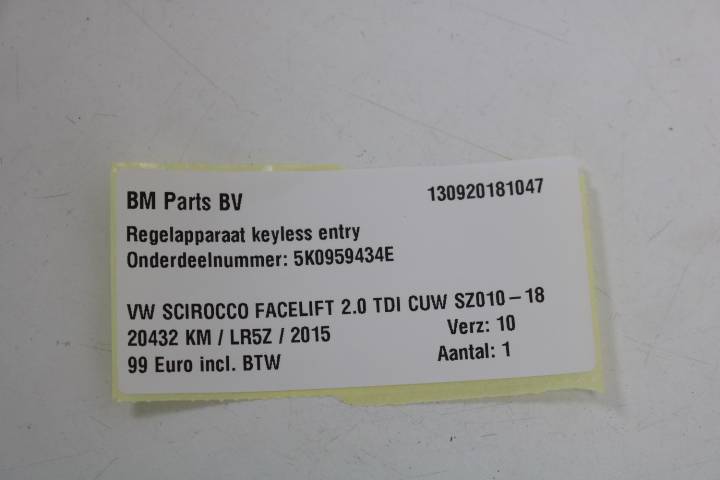 BM Parts BV
130920181047
Regelapparaat keyless entry
Onderdeelnummer: 5K0959434E
VW SCIROCCO FACELIFT 2.0 TDI CUW SZ010 – 18
20432 KM / LR5Z / 2015
Verz: 10
99 Euro incl. BTW
Aantal: 1